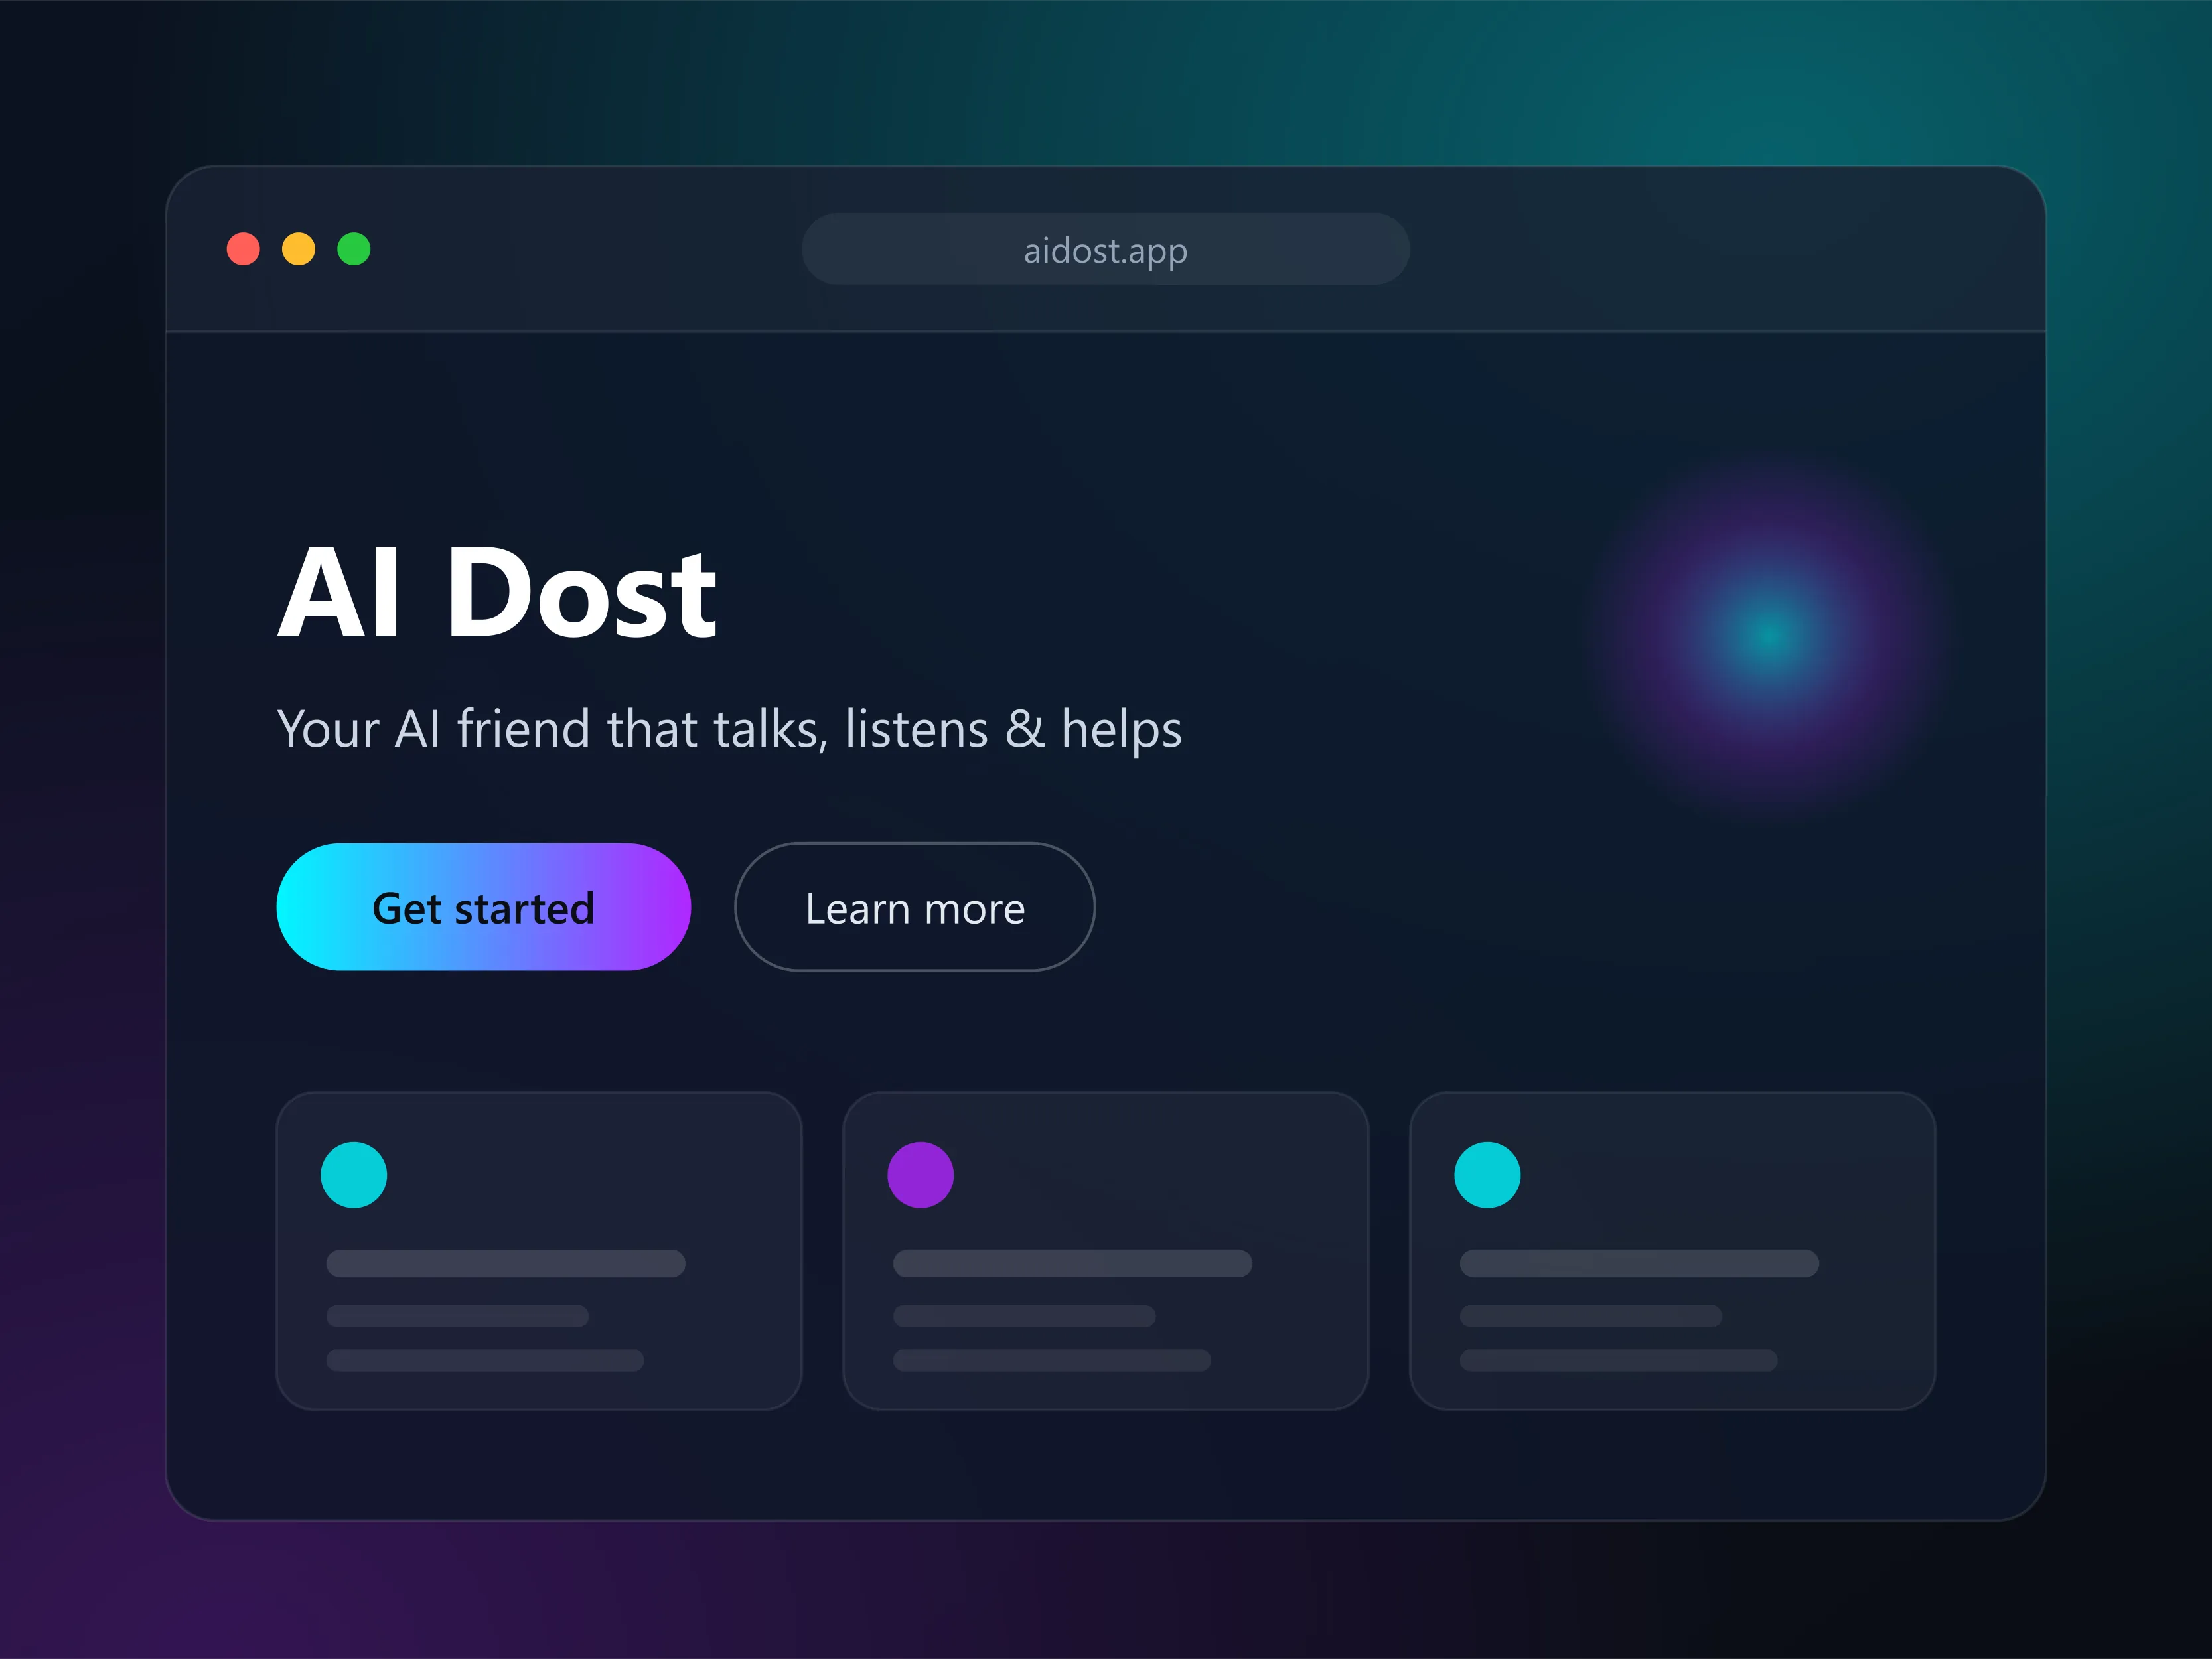 aidost.app
AI Dost
Your AI friend that talks, listens & helps
Get started
Learn more